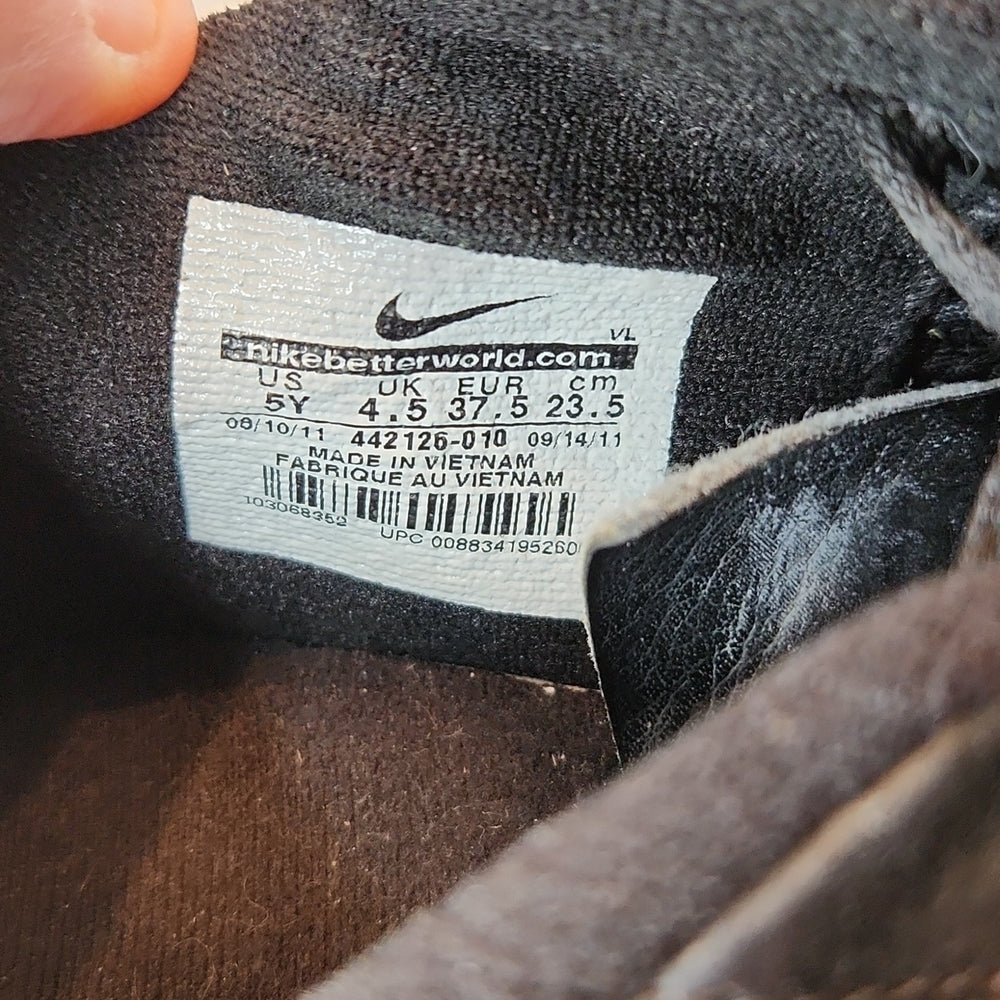 VL
nikebetterworld.com
US UK EUR cm
5Y 4.5 37.5 23.5
08/10/11 442126-010 09/14/11
MADE IN VIETNAM
FABRIQUE AU VIETNAM
103068352
UPC 008834195260